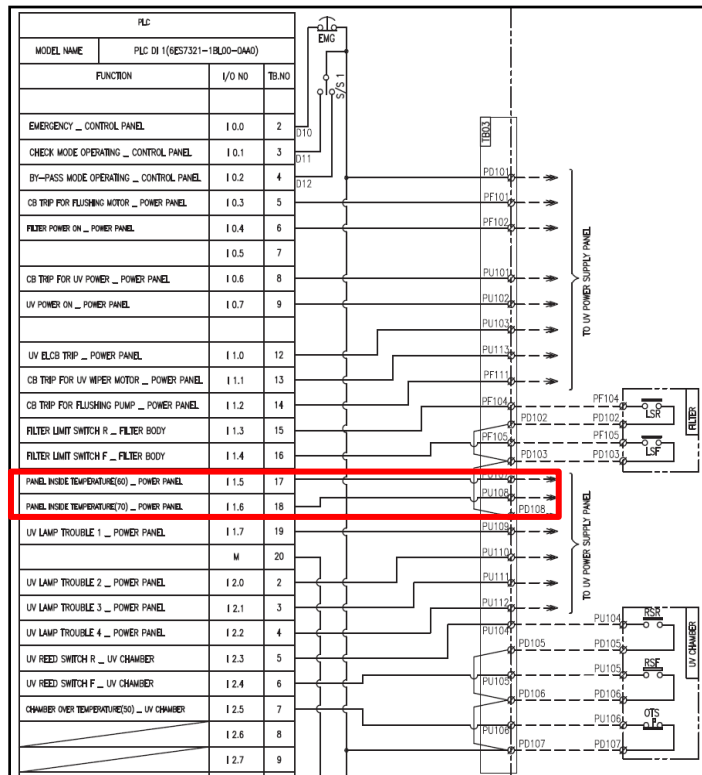 PLC
MODEL NAME PLC DI 1(6ES7321-1BL00-0AA0)
FUNCTION I/O NO TB.NO
EMG
S/S 1
EMERGENCY _ CONTROL PANEL I 0.0 2 D10
CHECK MODE OPERATING _ CONTROL PANEL I 0.1 3 D11
BY-PASS MODE OPERATING _ CONTROL PANEL I 0.2 4 D12
CB TRIP FOR FLUSHING MOTOR _ POWER PANEL I 0.3 5
FILTER POWER ON _ POWER PANEL I 0.4 6
I 0.5 7
CB TRIP FOR UV POWER _ POWER PANEL I 0.6 8
UV POWER ON _ POWER PANEL I 0.7 9
UV ELCB TRIP _ POWER PANEL I 1.0 12
CB TRIP FOR UV WIPER MOTOR _ POWER PANEL I 1.1 13
CB TRIP FOR FLUSHING PUMP _ POWER PANEL I 1.2 14
FILTER LIMIT SWITCH R _ FILTER BODY I 1.3 15
FILTER LIMIT SWITCH F _ FILTER BODY I 1.4 16
PANEL INSIDE TEMPERATURE(60) _ POWER PANEL I 1.5 17
PANEL INSIDE TEMPERATURE(70) _ POWER PANEL I 1.6 18
UV LAMP TROUBLE 1 _ POWER PANEL I 1.7 19
M 20
UV LAMP TROUBLE 2 _ POWER PANEL I 2.0 2
UV LAMP TROUBLE 3 _ POWER PANEL I 2.1 3
UV LAMP TROUBLE 4 _ POWER PANEL I 2.2 4
UV REED SWITCH R _ UV CHAMBER I 2.3 5
UV REED SWITCH F _ UV CHAMBER I 2.4 6
CHAMBER OVER TEMPERATURE(50) _ UV CHAMBER I 2.5 7
I 2.6 8
I 2.7 9
TB03
PD101
PF101
PF102
PU101
PU102
PU103
PU113
PF111
TO UV POWER SUPPLY PANEL
PF104 PF104
PD102 PD102 LSR
PF105 PF105
PD103 PD103 LSF
FILTER
PU108
PD108
PU109
PU110
PU111
PU112
TO UV POWER SUPPLY PANEL
PU104 PU104 RSR
PD105 PD105
PU105 PU105 RSF
PD106 PD106
PU106 PU106 OTS
PD107 PD107
UV CHAMBER